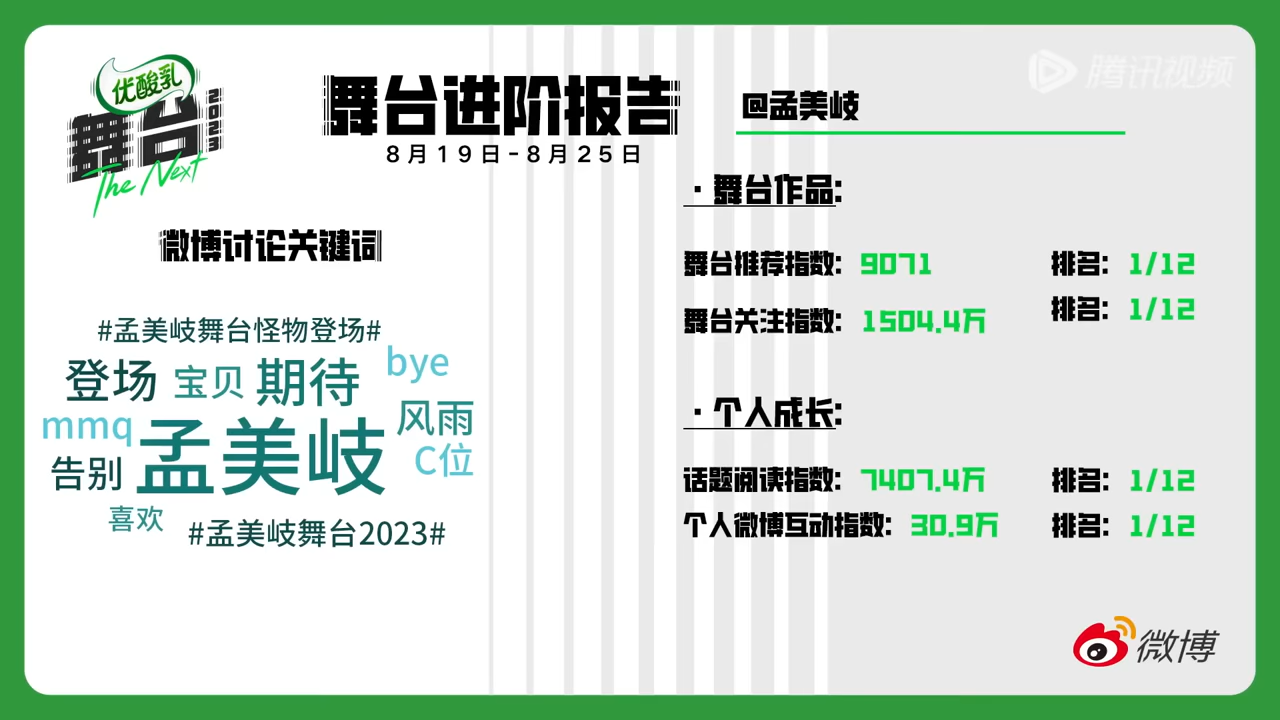 优酸乳
舞台
2023
The Next
舞台进阶报告
8月19日-8月25日
@孟美岐
腾讯视频
微博讨论关键词
#孟美岐舞台怪物登场#
登场 宝贝 期待 bye
mmq 孟美岐 风雨
告别 C位
喜欢
#孟美岐舞台2023#
·舞台作品:
舞台推荐指数: 9071 排名: 1/12
舞台关注指数: 1504.4万 排名: 1/12
·个人成长:
话题阅读指数: 7407.4万 排名: 1/12
个人微博互动指数: 30.9万 排名: 1/12
微博